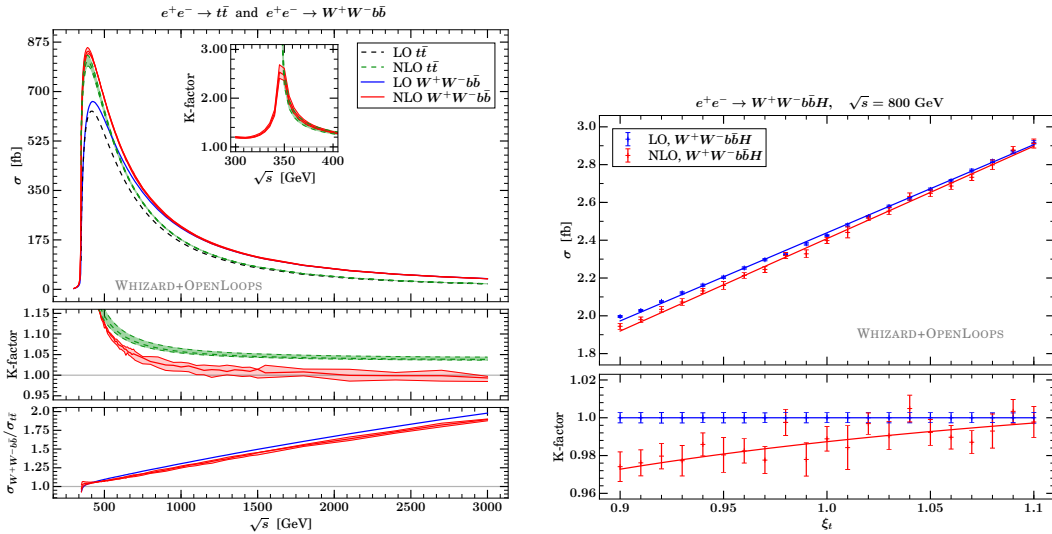 e⁺e⁻ → tt̄ and e⁺e⁻ → W⁺W⁻bb̄
875
750
625
500
350
175
0
σ [fb]
LO tt̄
NLO tt̄
LO W⁺W⁻bb̄
NLO W⁺W⁻bb̄
3.00
2.00
1.00
K-factor
300
350
400
√s [GeV]
WHIZARD+OPENLOOPS
1.15
1.10
1.05
1.00
0.95
K-factor
2.0
1.75
1.50
1.25
1.0
σW⁺W⁻bb̄/σtt̄
500
1000
1500
2000
2500
3000
√s [GeV]
e⁺e⁻ → W⁺W⁻bb̄H, √s = 800 GeV
3.0
2.8
2.6
2.4
2.2
2.0
1.8
σ [fb]
LO, W⁺W⁻bb̄H
NLO, W⁺W⁻bb̄H
WHIZARD+OPENLOOPS
1.02
1.00
0.98
0.96
K-factor
0.9
0.95
1.0
1.05
1.1
ξt